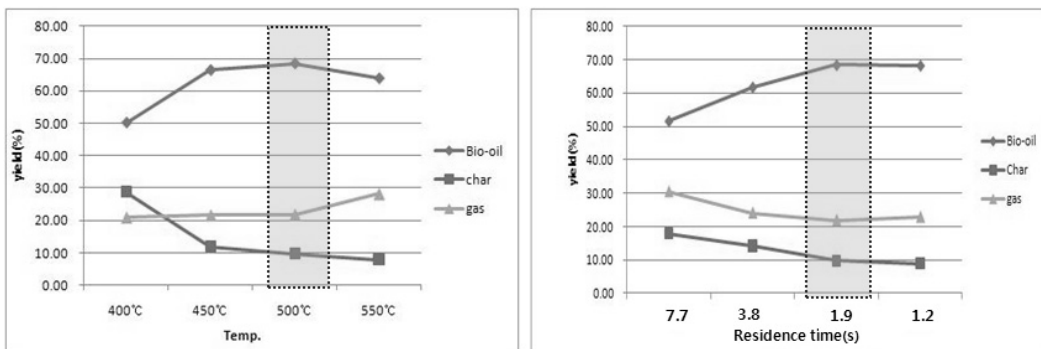 80.00
70.00
60.00
50.00
40.00
30.00
20.00
10.00
0.00
yield(%)
400℃ 450℃ 500℃ 550℃
Temp.
Bio-oil
char
gas
80.00
70.00
60.00
50.00
40.00
30.00
20.00
10.00
0.00
yield(%)
7.7 3.8 1.9 1.2
Residence time(s)
Bio-oil
Char
gas